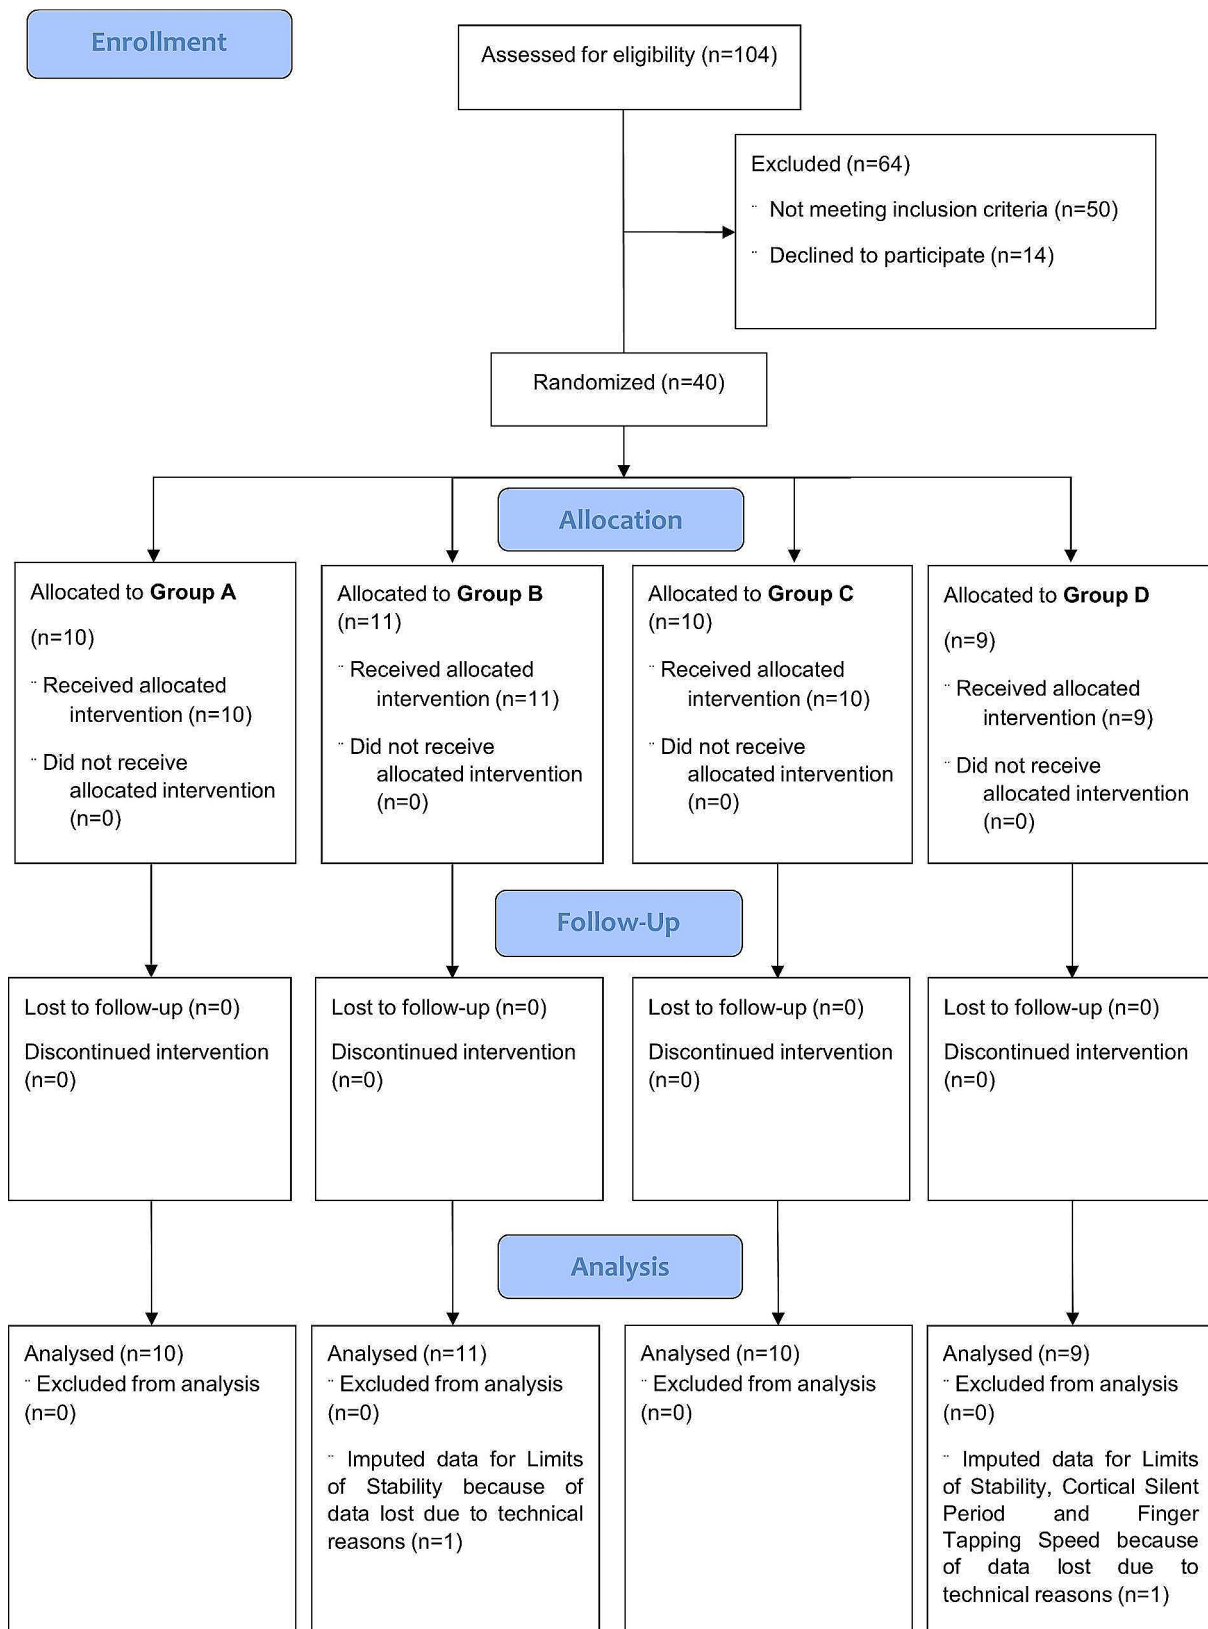 Enrollment
Assessed for eligibility (n=104)
Excluded (n=64)
¨ Not meeting inclusion criteria (n=50)
¨ Declined to participate (n=14)
Randomized (n=40)
Allocation
Allocated to Group A
(n=10)
¨ Received allocated
intervention (n=10)
¨ Did not receive
allocated intervention
(n=0)
Allocated to Group B
(n=11)
¨ Received allocated
intervention (n=11)
¨ Did not receive
allocated intervention
(n=0)
Allocated to Group C
(n=10)
¨ Received allocated
intervention (n=10)
¨ Did not receive
allocated intervention
(n=0)
Allocated to Group D
(n=9)
¨ Received allocated
intervention (n=9)
¨ Did not receive
allocated intervention
(n=0)
Follow-Up
Lost to follow-up (n=0)
Discontinued intervention
(n=0)
Lost to follow-up (n=0)
Discontinued intervention
(n=0)
Lost to follow-up (n=0)
Discontinued intervention
(n=0)
Lost to follow-up (n=0)
Discontinued intervention
(n=0)
Analysis
Analysed (n=10)
¨ Excluded from analysis
(n=0)
Analysed (n=11)
¨ Excluded from analysis
(n=0)
¨ Imputed data for Limits
of Stability because of
data lost due to technical
reasons (n=1)
Analysed (n=10)
¨ Excluded from analysis
(n=0)
Analysed (n=9)
¨ Excluded from analysis
(n=0)
¨ Imputed data for Limits
of Stability, Cortical Silent
Period and Finger
Tapping Speed because
of data lost due to
technical reasons (n=1)